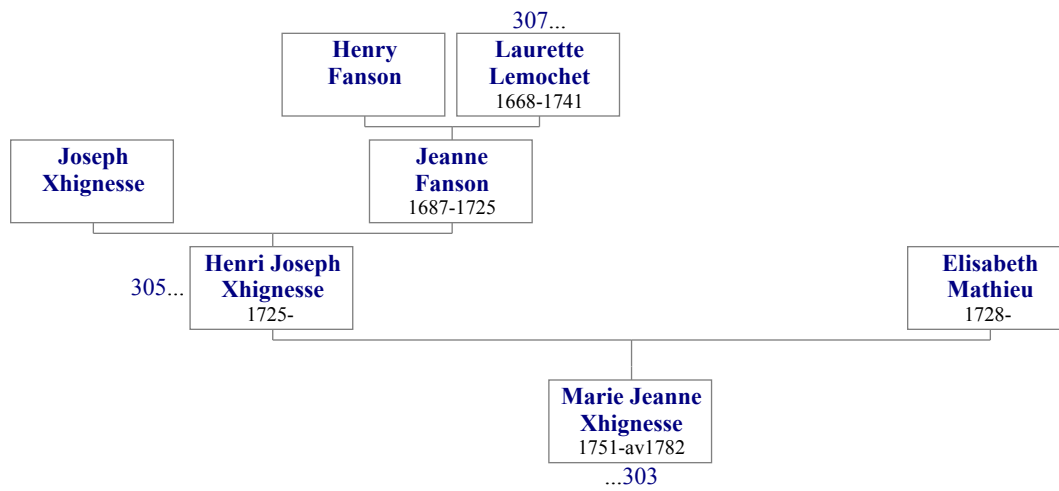 307...
Henry
Fanson
Laurette
Lemochet
1668-1741
Joseph
Xhignesse
Jeanne
Fanson
1687-1725
305...
Henri Joseph
Xhignesse
1725-
Elisabeth
Mathieu
1728-
Marie Jeanne
Xhignesse
1751-av1782
...303